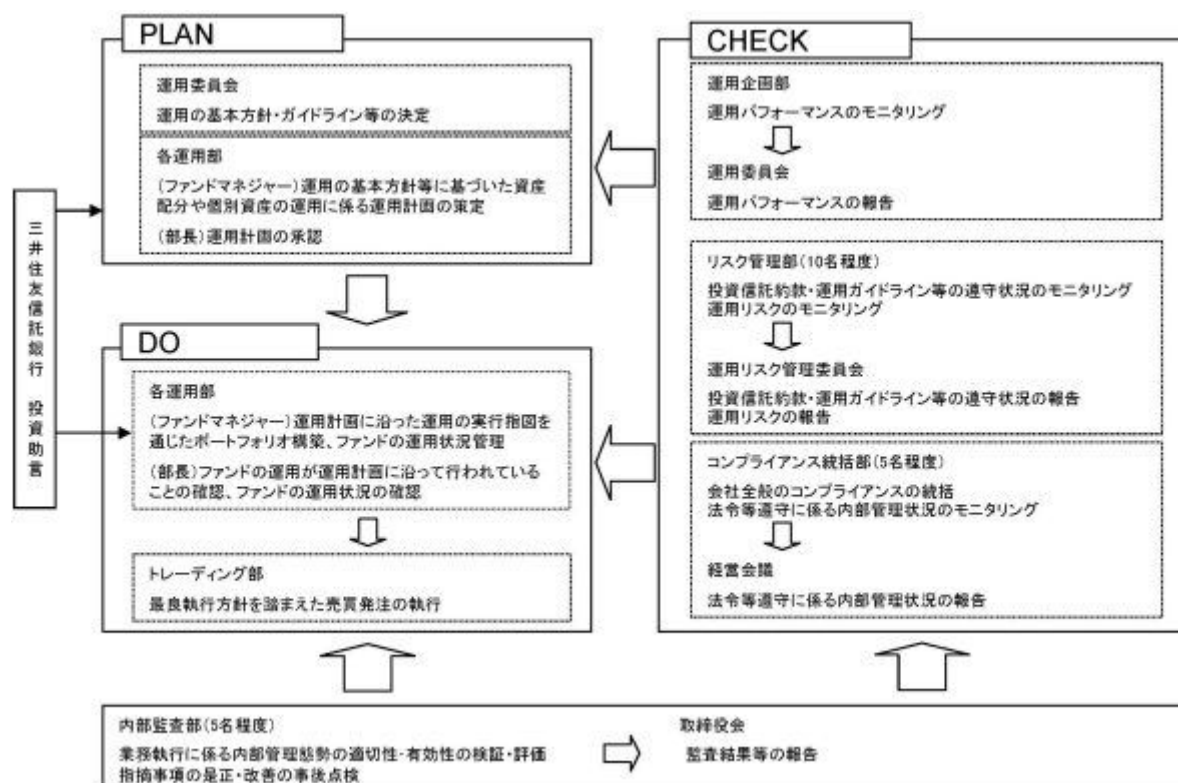 PLAN
運用委員会
運用の基本方針・ガイドライン等の決定
各運用部
(ファンドマネジャー)運用の基本方針等に基づいた資産
配分や個別資産の運用に係る運用計画の策定
(部長)運用計画の承認
三井住友信託銀行 投資助言
DO
各運用部
(ファンドマネジャー)運用計画に沿った運用の実行指図を
通じたポートフォリオ構築、ファンドの運用状況管理
(部長)ファンドの運用が運用計画に沿って行われている
ことの確認、ファンドの運用状況の確認
トレーディング部
最良執行方針を踏まえた売買発注の執行
CHECK
運用企画部
運用パフォーマンスのモニタリング
運用委員会
運用パフォーマンスの報告
リスク管理部(10名程度)
投資信託約款・運用ガイドライン等の遵守状況のモニタリング
運用リスクのモニタリング
運用リスク管理委員会
投資信託約款・運用ガイドライン等の遵守状況の報告
運用リスクの報告
コンプライアンス統括部(5名程度)
会社全般のコンプライアンスの統括
法令等遵守に係る内部管理状況のモニタリング
経営会議
法令等遵守に係る内部管理状況の報告
内部監査部(5名程度)
業務執行に係る内部管理態勢の適切性・有効性の検証・評価
指摘事項の是正・改善の事後点検
取締役会
監査結果等の報告